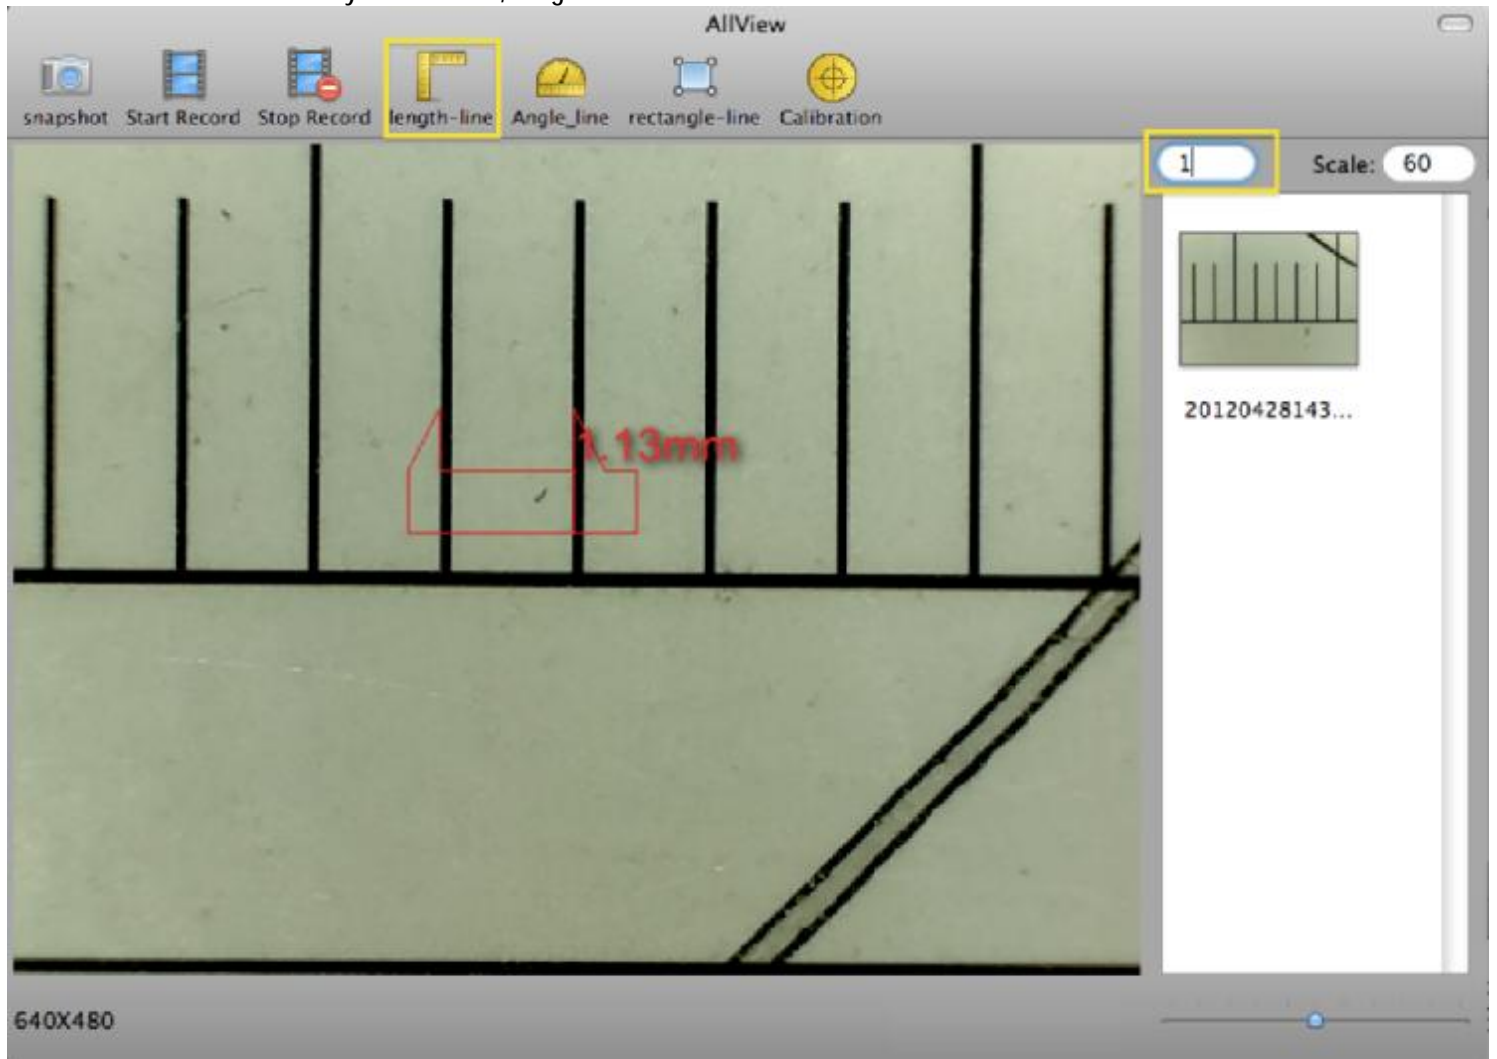 AllView
snapshot Start Record Stop Record length-line Angle_line rectangle-line Calibration
1 Scale: 60
1.13mm
20120428143...
640X480